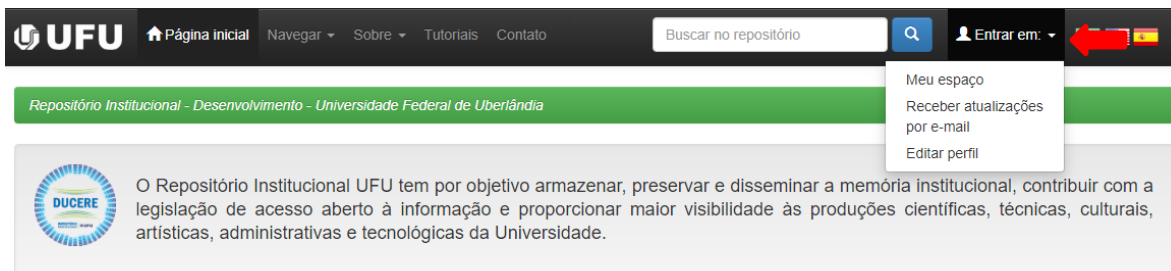 UFU Página inicial Navegar Sobre Tutoriais Contato Buscar no repositório Entrar em:
Meu espaço
Receber atualizações
por e-mail
Editar perfil
Repositório Institucional - Desenvolvimento - Universidade Federal de Uberlândia
DUCERE
O Repositório Institucional UFU tem por objetivo armazenar, preservar e disseminar a memória institucional, contribuir com a
legislação de acesso aberto à informação e proporcionar maior visibilidade às produções científicas, técnicas, culturais,
artísticas, administrativas e tecnológicas da Universidade.